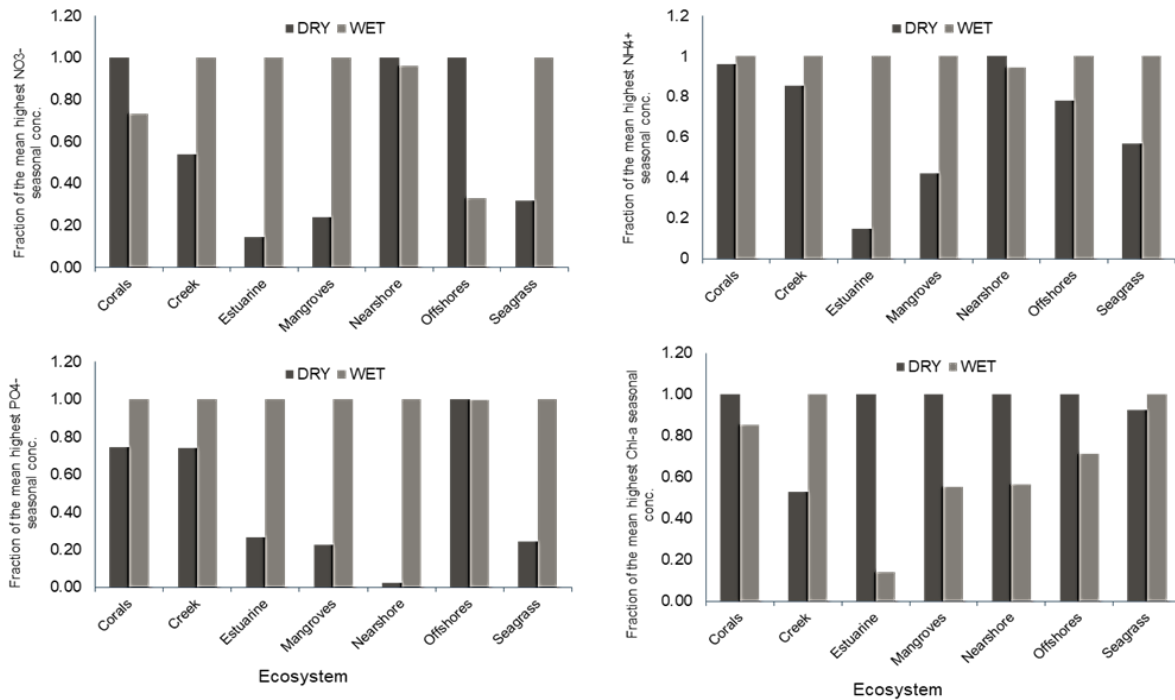 1.20
1.00
0.80
0.60
0.40
0.20
0.00
Fraction of the mean highest NO3-
seasonal conc.
DRY WET
Corals
Creek
Estuarine
Mangroves
Nearshore
Offshores
Seagrass
1.2
1
0.8
0.6
0.4
0.2
0
Fraction of the mean highest NH4+
seasonal conc.
DRY WET
Corals
Creek
Estuarine
Mangroves
Nearshore
Offshores
Seagrass
1.20
1.00
0.80
0.60
0.40
0.20
0.00
Fraction of the mean highest PO4-
seasonal conc.
DRY WET
Corals
Creek
Estuarine
Mangroves
Nearshore
Offshores
Seagrass
Ecosystem
1.20
1.00
0.80
0.60
0.40
0.20
0.00
Fraction of the mean highest Chl-a seasonal
conc.
DRY WET
Corals
Creek
Estuarine
Mangroves
Nearshore
Offshores
Seagrass
Ecosystem